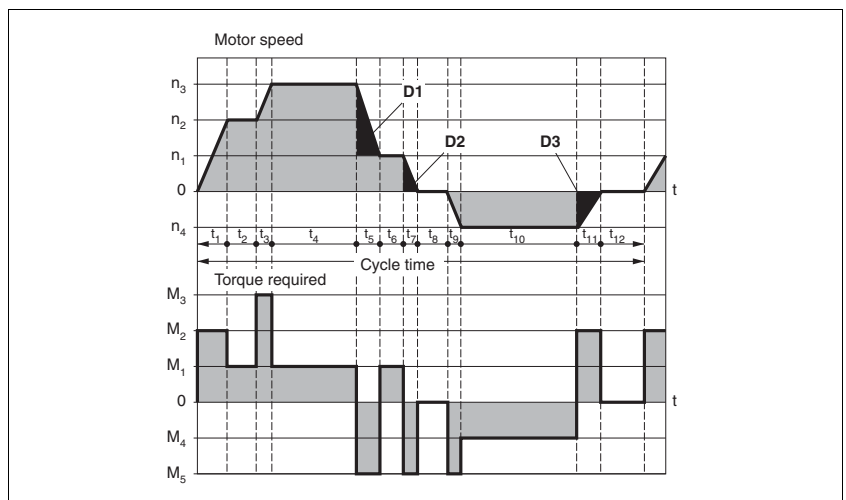 Motor speed
n3
D1
n2
n1
D2
D3
0
t
n4
t1 t2 t3 t4 t5 t6 t7 t8 t9 t10 t11 t12
Cycle time
Torque required
M3
M2
M1
0
t
M4
M5